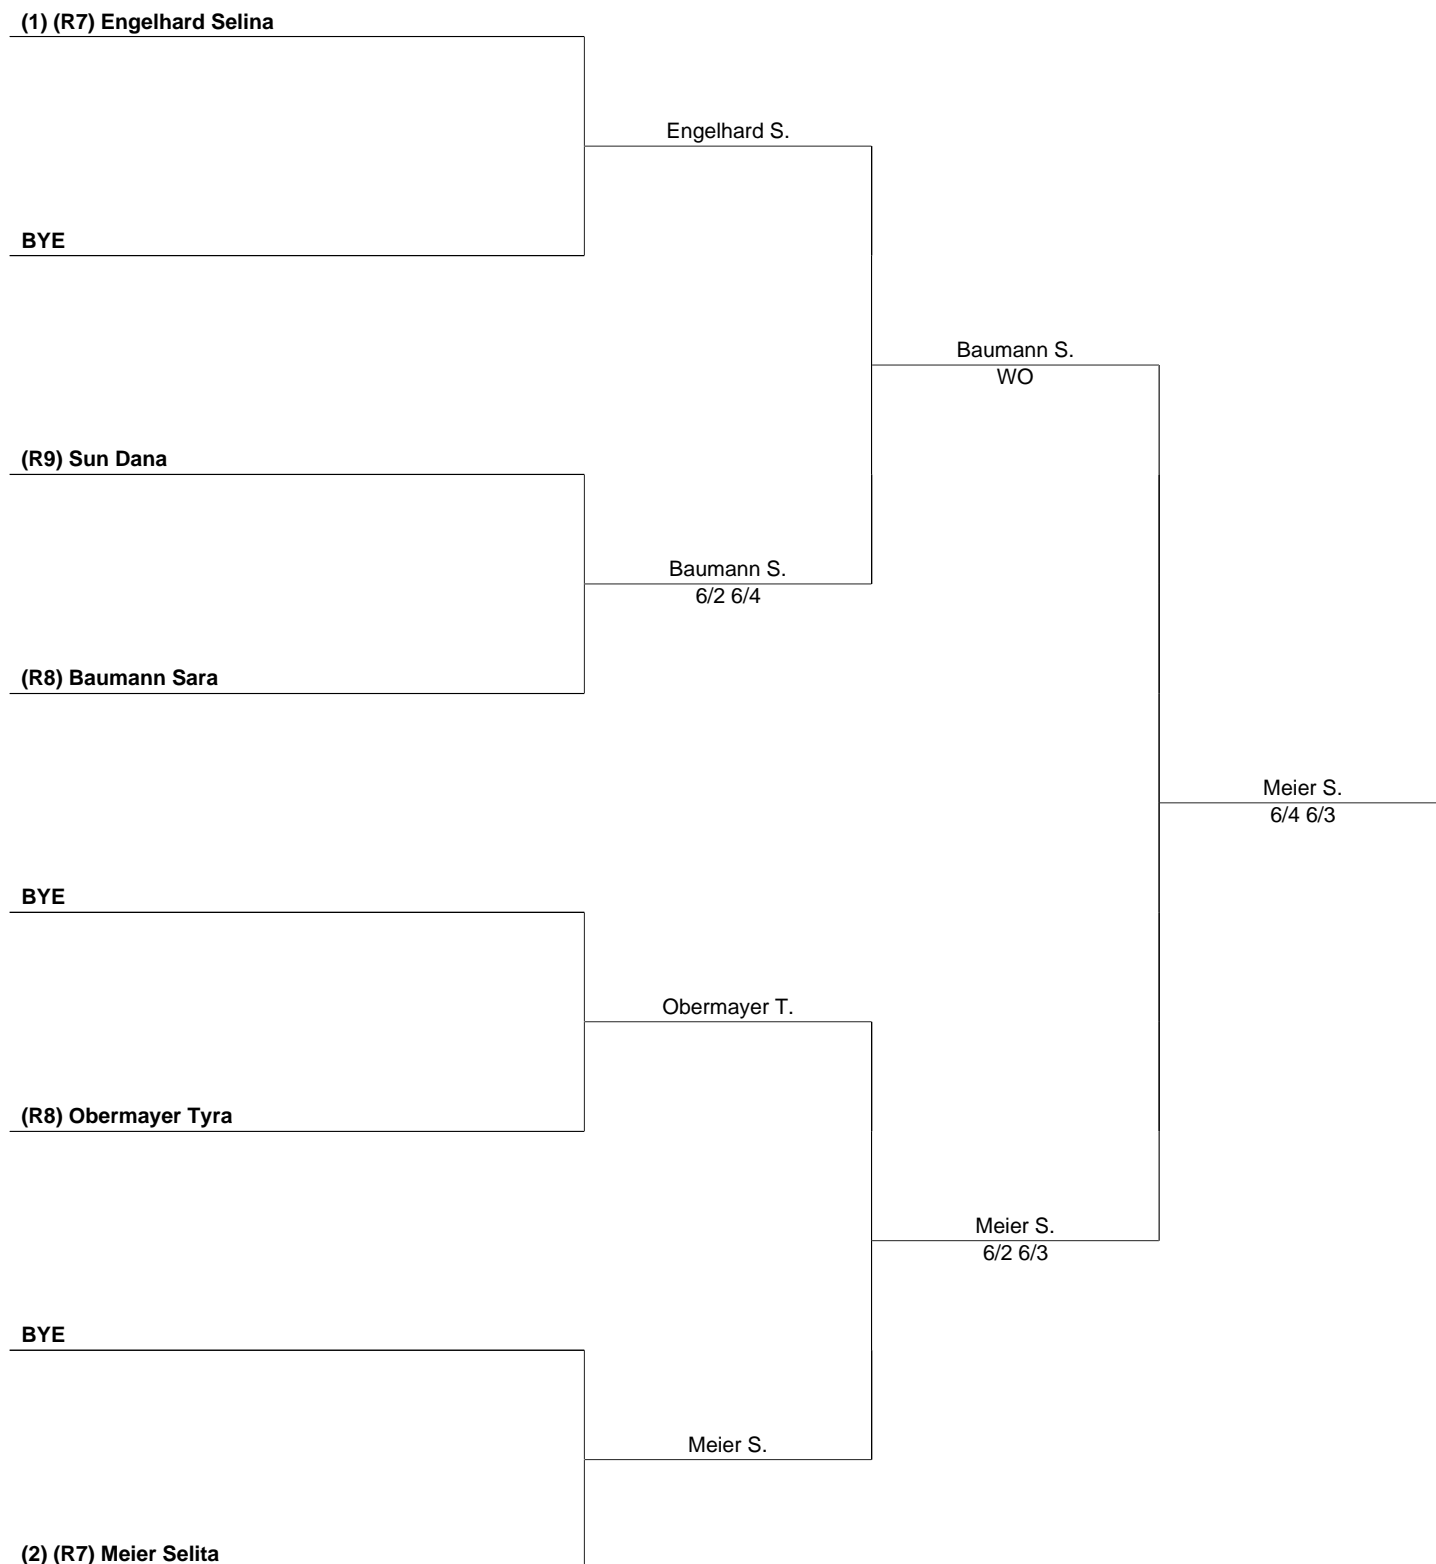 (1) (R7) Engelhard Selina
Engelhard S.
BYE
Baumann S.
WO
(R9) Sun Dana
Baumann S.
6/2 6/4
(R8) Baumann Sara
Meier S.
6/4 6/3
BYE
Obermayer T.
(R8) Obermayer Tyra
Meier S.
6/2 6/3
BYE
Meier S.
(2) (R7) Meier Selita